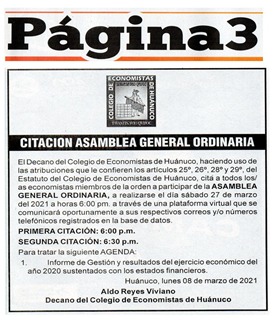 Página3
COLEGIO DE ECONOMISTAS DE HUÁNUCO
CITACION ASAMBLEA GENERAL ORDINARIA
El Decano del Colegio de Economistas de Huánuco, haciendo uso de
las atribuciones que le confieren los artículos 25°, 26°, 28° y 29°, del
Estatuto del Colegio de Economistas de Huánuco, citá a todos los/
as economistas miembros de la orden a participar de la ASAMBLEA
GENERAL ORDINARIA, a realizarse el día sábado 27 de marzo
del 2021 a horas 6:00 pm. a través de una plataforma virtual que se
comunicará oportunamente a sus respectivos correos y/o números
telefónicos registrados en la base de datos.
PRIMERA CITACIÓN: 6:00 p.m.
SEGUNDA CITACIÓN: 6:30 p.m.
Para tratar la siguiente AGENDA:
1. Informe de Gestión y resultados del ejercicio económico del
año 2020 sustentados con los estados financieros.
Huánuco, lunes 08 de marzo de 2021
Aldo Reyes Viviano
Decano del Colegio de Economistas de Huánuco